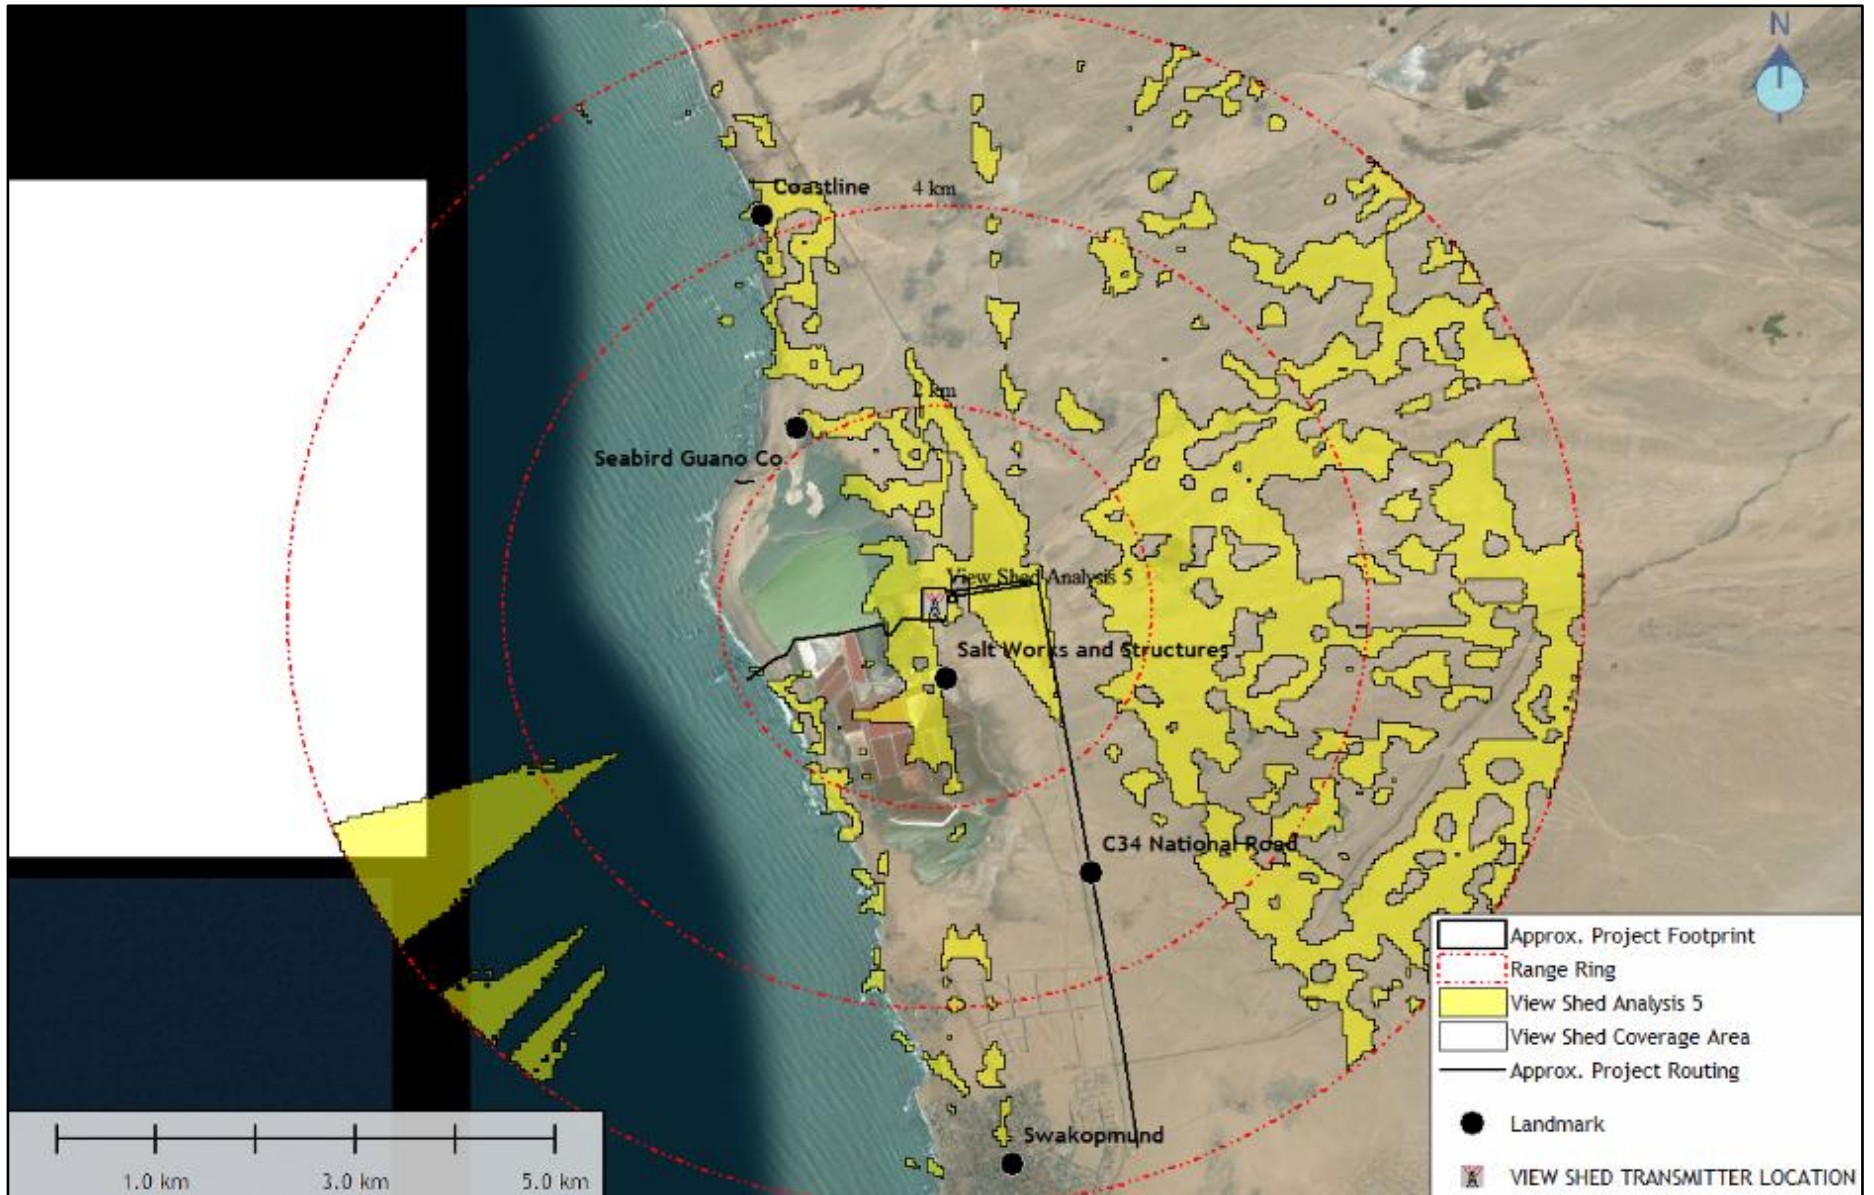 N
Coastline
4 km
2 km
Seabird Guano Co
View Shed Analysis 5
Salt Works and Structures
C34 National Road
Swakopmund
Approx. Project Footprint
Range Ring
View Shed Analysis 5
View Shed Coverage Area
Approx. Project Routing
Landmark
VIEW SHED TRANSMITTER LOCATION
1.0 km 3.0 km 5.0 km